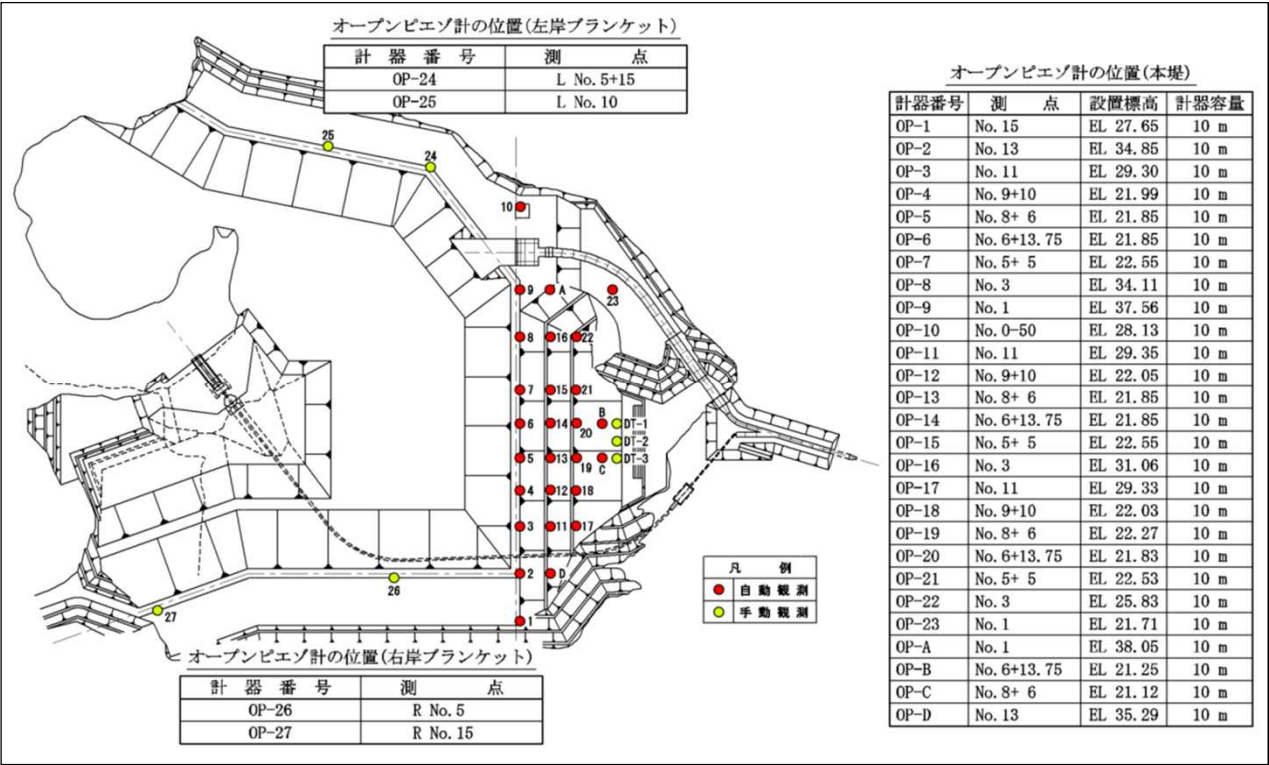 オープンピエゾ計の位置(左岸ブランケット)
計 器 番 号 測 点
OP-24 L No.5+15
OP-25 L No.10
オープンピエゾ計の位置(本堤)
計器番号 測 点 設置標高 計器容量
OP-1 No.15 EL 27.65 10 m
OP-2 No.13 EL 34.85 10 m
OP-3 No.11 EL 29.30 10 m
OP-4 No.9+10 EL 21.99 10 m
OP-5 No.8+ 6 EL 21.85 10 m
OP-6 No.6+13.75 EL 21.85 10 m
OP-7 No.5+ 5 EL 22.55 10 m
OP-8 No.3 EL 34.11 10 m
OP-9 No.1 EL 37.56 10 m
OP-10 No.0-50 EL 28.13 10 m
OP-11 No.11 EL 29.35 10 m
OP-12 No.9+10 EL 22.05 10 m
OP-13 No.8+ 6 EL 21.85 10 m
OP-14 No.6+13.75 EL 21.85 10 m
OP-15 No.5+ 5 EL 22.55 10 m
OP-16 No.3 EL 31.06 10 m
OP-17 No.11 EL 29.33 10 m
OP-18 No.9+10 EL 22.03 10 m
OP-19 No.8+ 6 EL 22.27 10 m
OP-20 No.6+13.75 EL 21.83 10 m
OP-21 No.5+ 5 EL 22.53 10 m
OP-22 No.3 EL 25.83 10 m
OP-23 No.1 EL 21.71 10 m
OP-A No.1 EL 38.05 10 m
OP-B No.6+13.75 EL 21.25 10 m
OP-C No.8+ 6 EL 21.12 10 m
OP-D No.13 EL 35.29 10 m
25
24
10
9 A 23
8 16 22
7 15 21
B
6 14 20 DT-1
DT-2
5 13 19 C DT-3
4 12 18
3 11 17
2 D
26
27
1
凡 例
自 動 観 測
手 動 観 測
オープンピエゾ計の位置(右岸ブランケット)
計 器 番 号 測 点
OP-26 R No.5
OP-27 R No.15